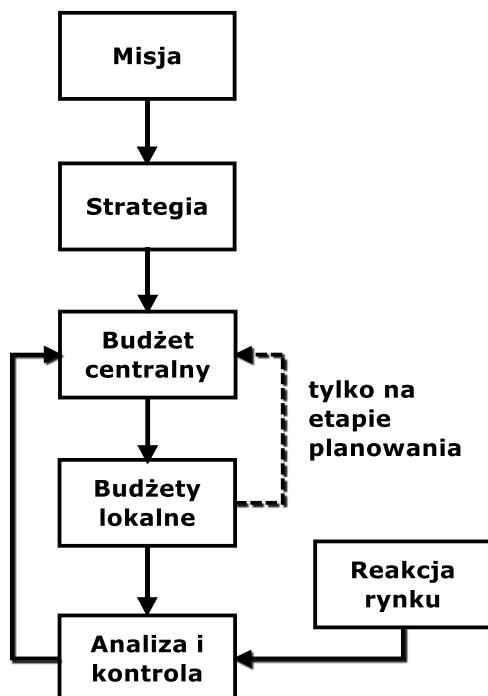 Misja
Strategia
Budżet
centralny
tylko na
etapie
planowania
Budżety
lokalne
Reakcja
rynku
Analiza i
kontrola